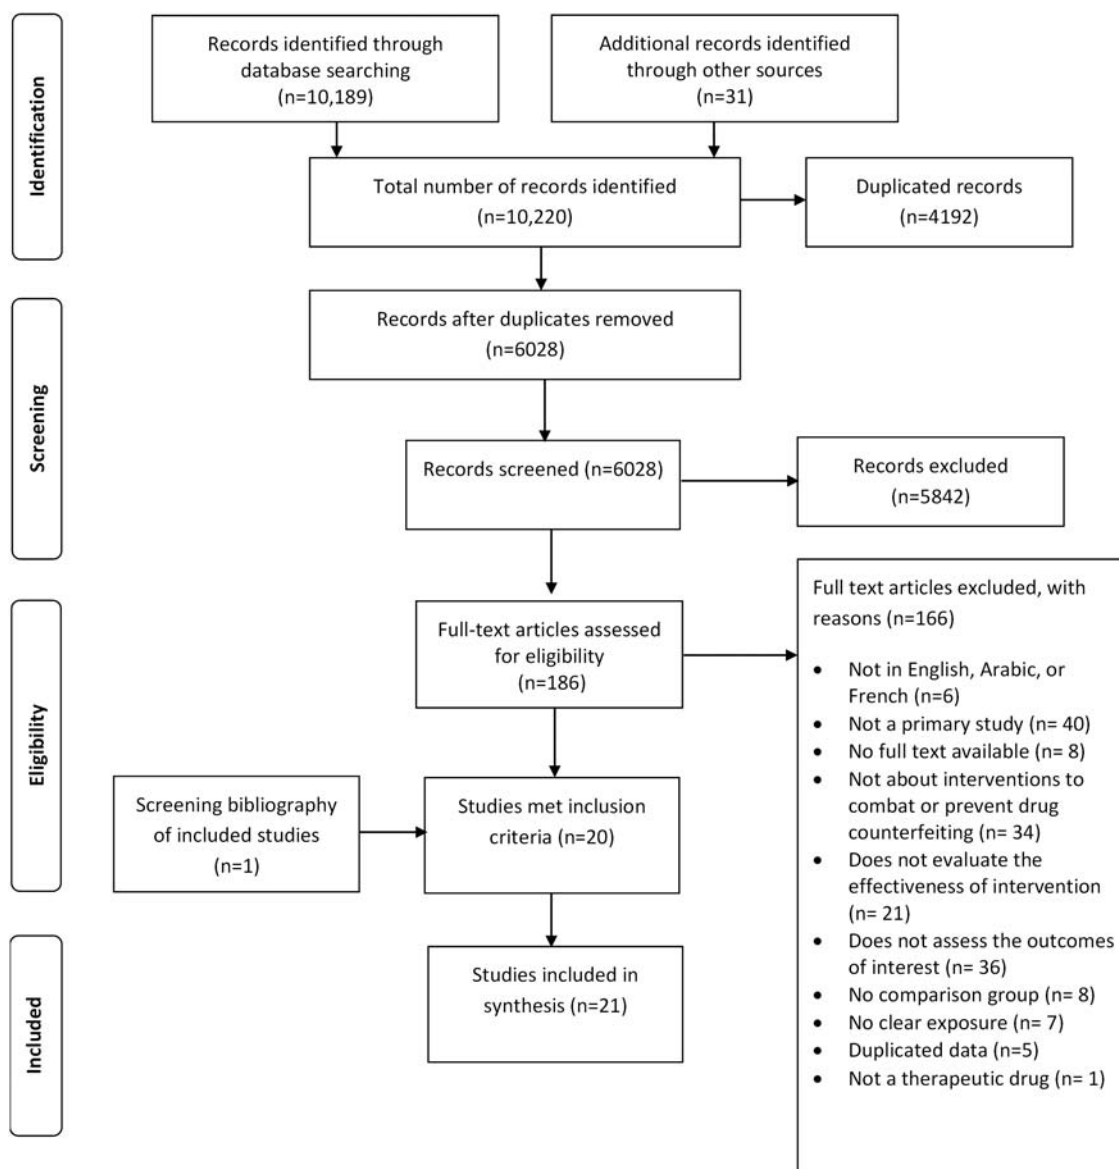 Identification
Records identified through
database searching
(n=10,189)
Additional records identified
through other sources
(n=31)
Total number of records identified
(n=10,220)
Duplicated records
(n=4192)
Screening
Records after duplicates removed
(n=6028)
Records screened (n=6028)
Records excluded
(n=5842)
Eligibility
Full-text articles assessed
for eligibility
(n=186)
Full text articles excluded, with
reasons (n=166)
• Not in English, Arabic, or
French (n=6)
• Not a primary study (n= 40)
• No full text available (n= 8)
• Not about interventions to
combat or prevent drug
counterfeiting (n= 34)
• Does not evaluate the
effectiveness of intervention
(n= 21)
• Does not assess the outcomes
of interest (n= 36)
• No comparison group (n= 8)
• No clear exposure (n= 7)
• Duplicated data (n=5)
• Not a therapeutic drug (n= 1)
Screening bibliography
of included studies
(n=1)
Studies met inclusion
criteria (n=20)
Included
Studies included in
synthesis (n=21)